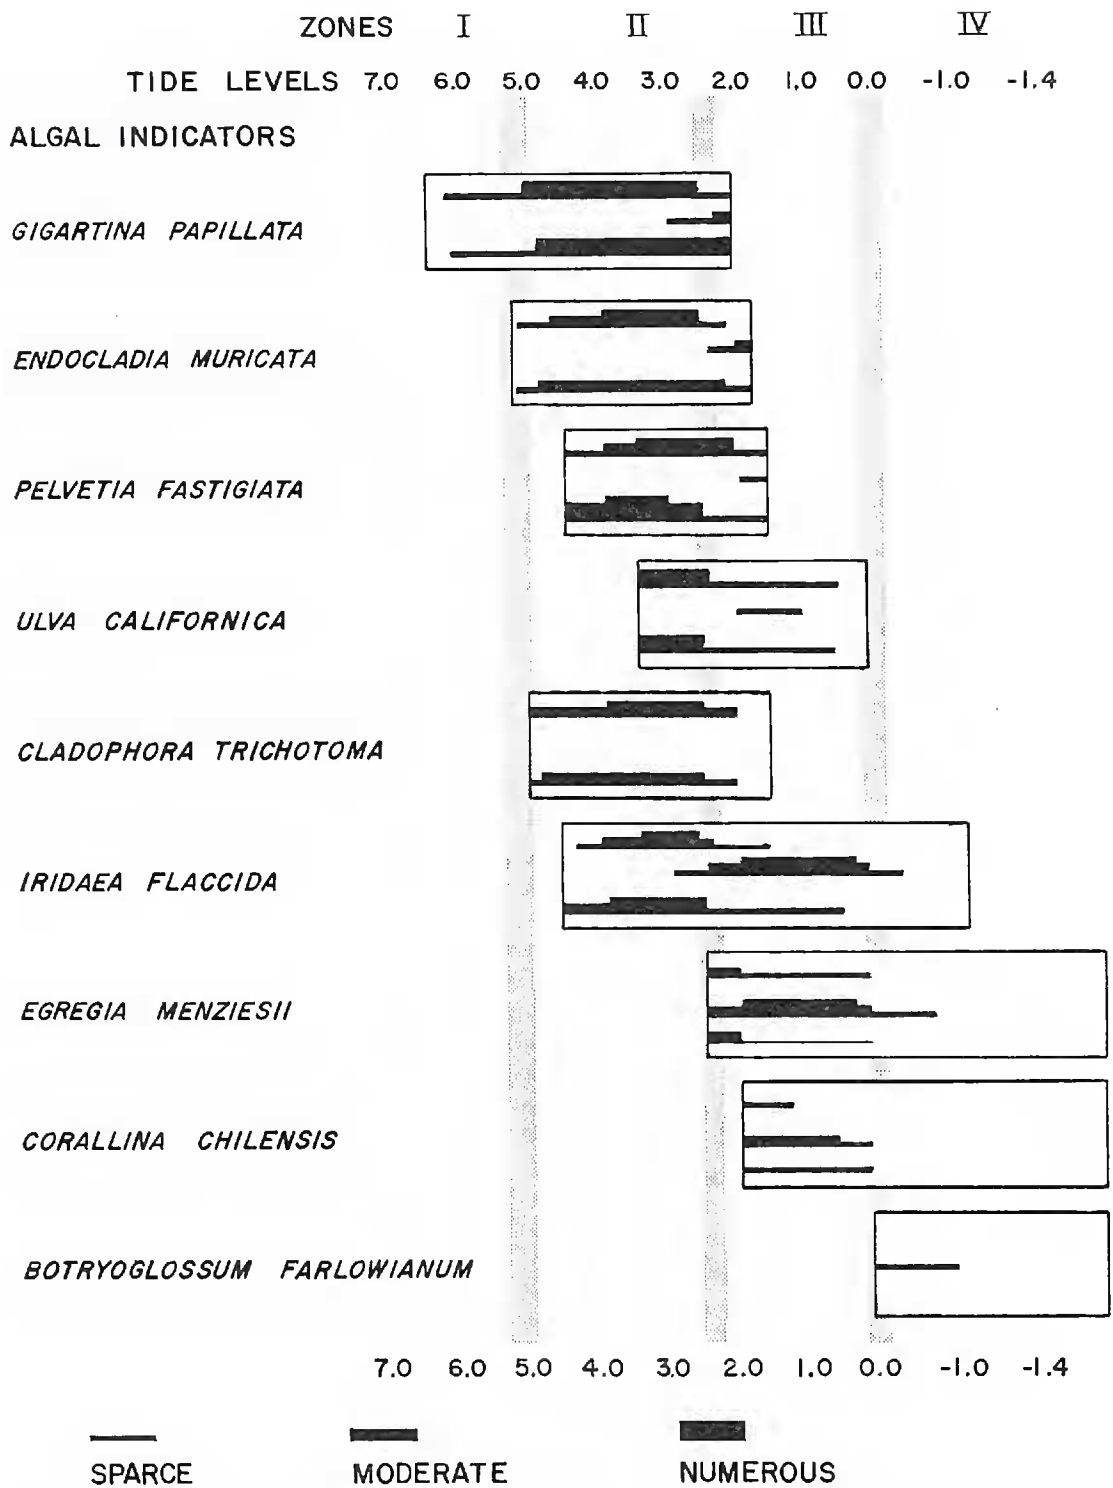 ZONES I II III IV
TIDE LEVELS 7.0 6.0 5.0 4.0 3.0 2.0 1.0 0.0 -1.0 -1.4
ALGAL INDICATORS
GIGARTINA PAPILLATA
ENDOCLADIA MURICATA
PELVETIA FASTIGIATA
ULVA CALIFORNICA
CLADOPHORA TRICHOTOMA
IRIDAEA FLACCIDA
EGREGIA MENZIESII
CORALLINA CHILENSIS
BOTRYOGLOSSUM FARLOWIANUM
7.0 6.0 5.0 4.0 3.0 2.0 1.0 0.0 -1.0 -1.4
SPARCE MODERATE NUMEROUS